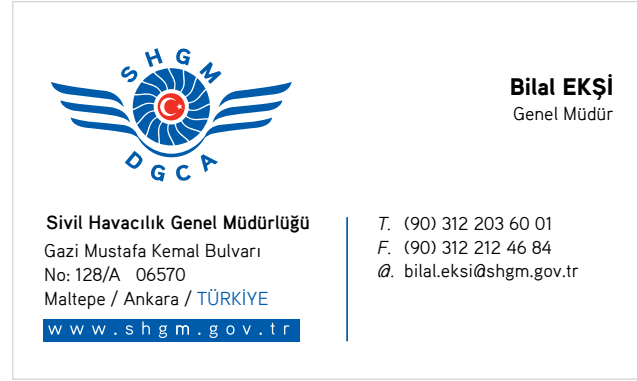 SHGM
DGCA
Bilal EKŞİ
Genel Müdür
Sivil Havacılık Genel Müdürlüğü
Gazi Mustafa Kemal Bulvarı
No: 128/A 06570
Maltepe / Ankara / TÜRKİYE
www.shgm.gov.tr
T. (90) 312 203 60 01
F. (90) 312 212 46 84
@. bilal.eksi@shgm.gov.tr